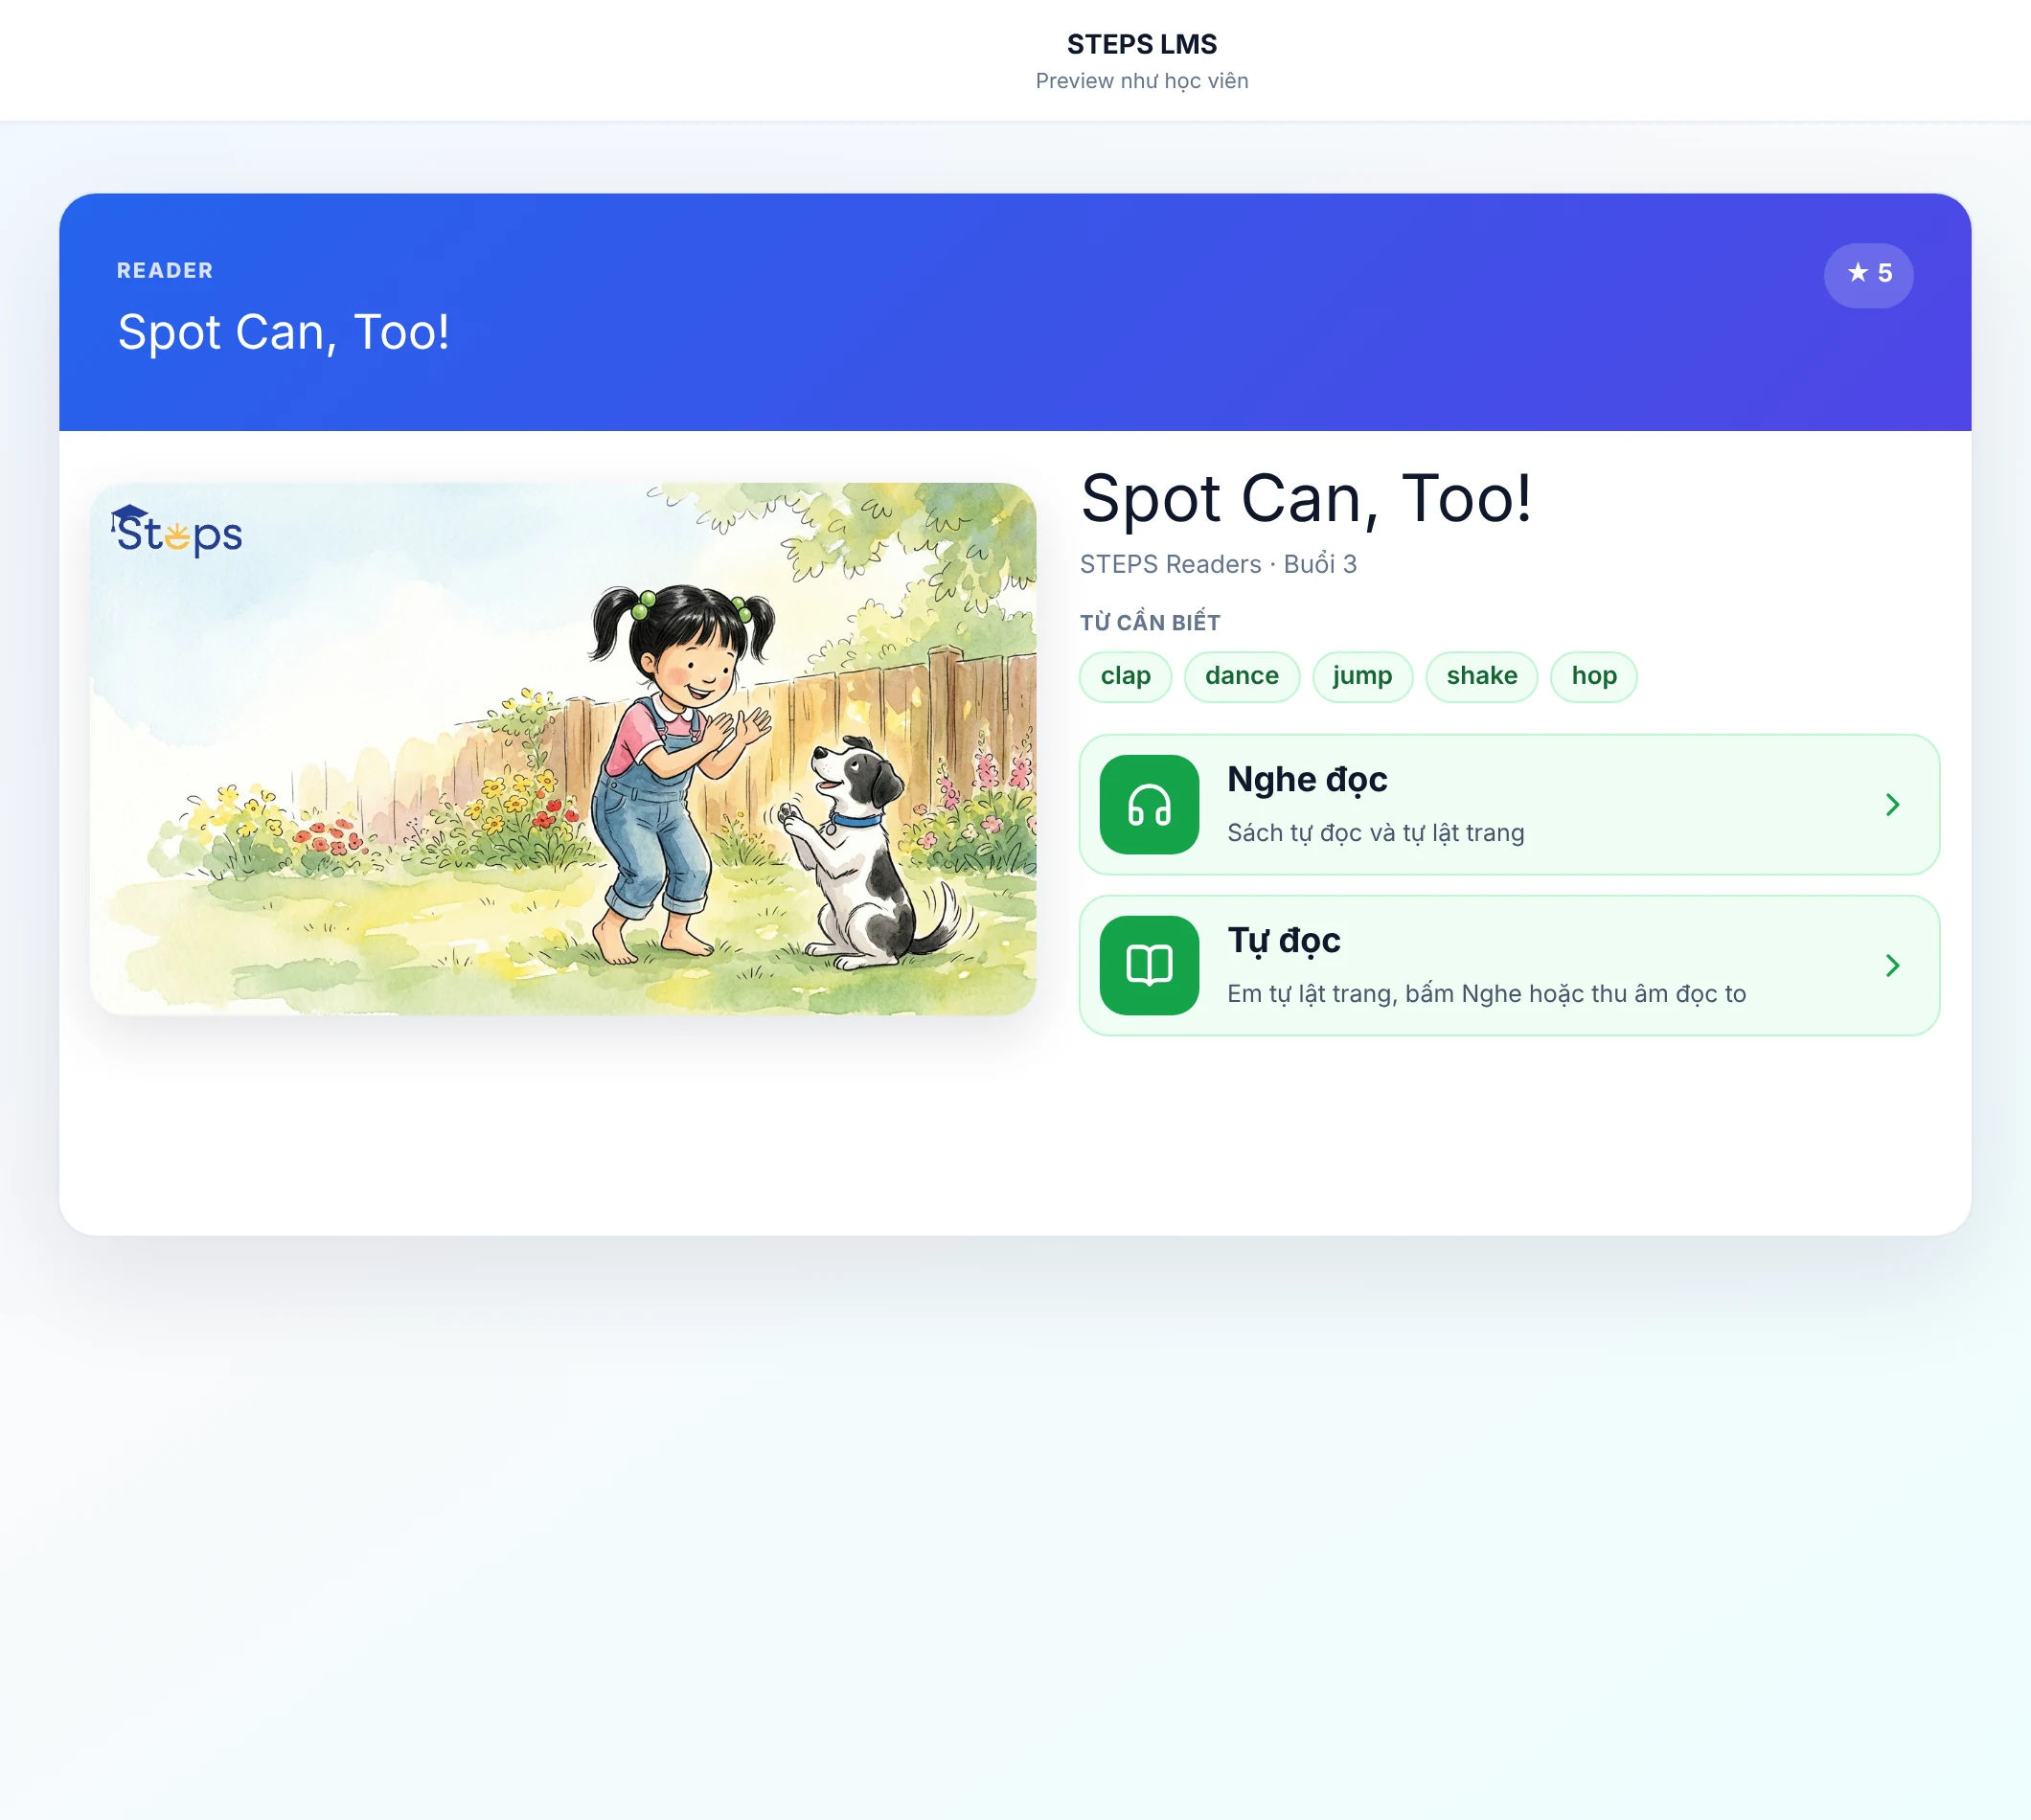 STEPS LMS
Preview như học viên
READER
★ 5
Spot Can, Too!
Steps
Spot Can, Too!
STEPS Readers · Buổi 3
TỪ CẦN BIẾT
clap dance jump shake hop
Nghe đọc
Sách tự đọc và tự lật trang
Tự đọc
Em tự lật trang, bấm Nghe hoặc thu âm đọc to